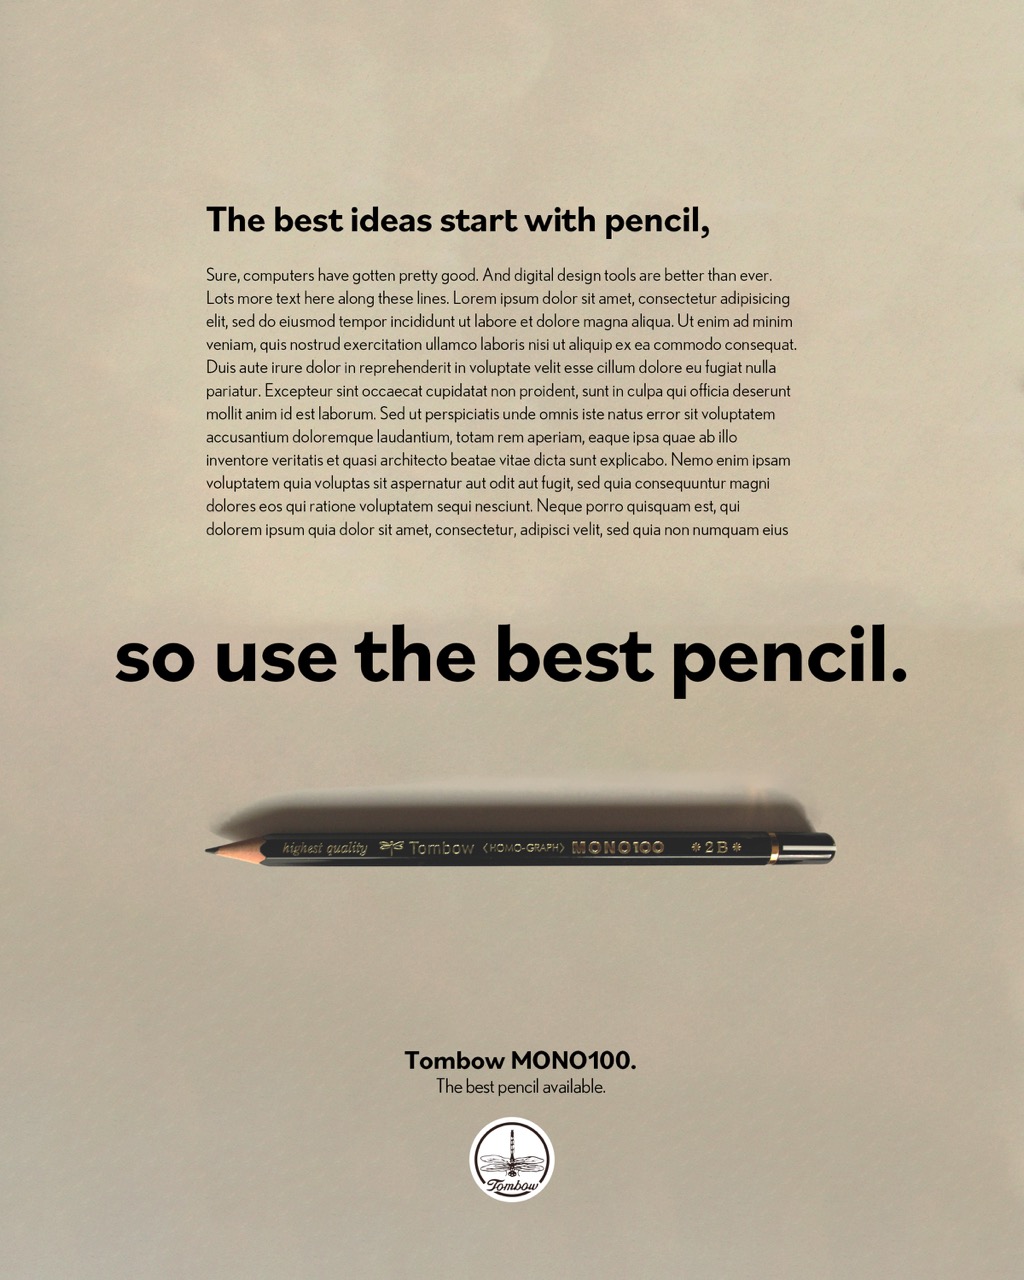 The best ideas start with pencil,
Sure, computers have gotten pretty good. And digital design tools are better than ever.
Lots more text here along these lines. Lorem ipsum dolor sit amet, consectetur adipisicing
elit, sed do eiusmod tempor incididunt ut labore et dolore magna aliqua. Ut enim ad minim
veniam, quis nostrud exercitation ullamco laboris nisi ut aliquip ex ea commodo consequat.
Duis aute irure dolor in reprehenderit in voluptate velit esse cillum dolore eu fugiat nulla
pariatur. Excepteur sint occaecat cupidatat non proident, sunt in culpa qui officia deserunt
mollit anim id est laborum. Sed ut perspiciatis unde omnis iste natus error sit voluptatem
accusantium doloremque laudantium, totam rem aperiam, eaque ipsa quae ab illo
inventore veritatis et quasi architecto beatae vitae dicta sunt explicabo. Nemo enim ipsam
voluptatem quia voluptas sit aspernatur aut odit aut fugit, sed quia consequuntur magni
dolores eos qui ratione voluptatem sequi nesciunt. Neque porro quisquam est, qui
dolorem ipsum quia dolor sit amet, consectetur, adipisci velit, sed quia non numquam eius
so use the best pencil.
highest quality Tombow <HOMO-GRAPH> MONO100 * 2B *
Tombow MONO100.
The best pencil available.
Tombow